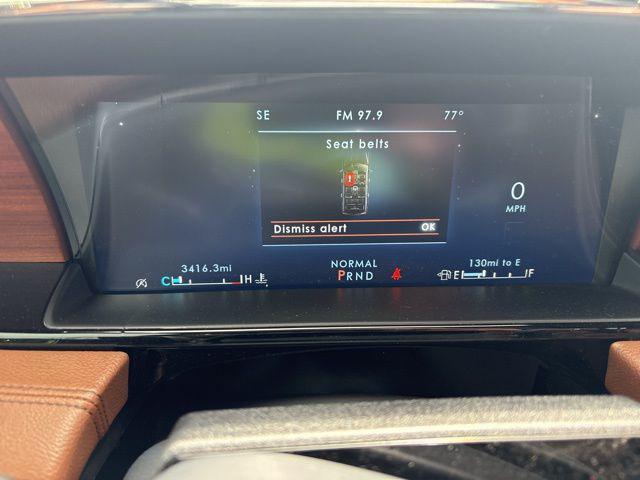 SE FM 97.9 77°
Seat belts
Dismiss alert OK
0
MPH
3416.3mi NORMAL 130mi to E
C H PRND E F